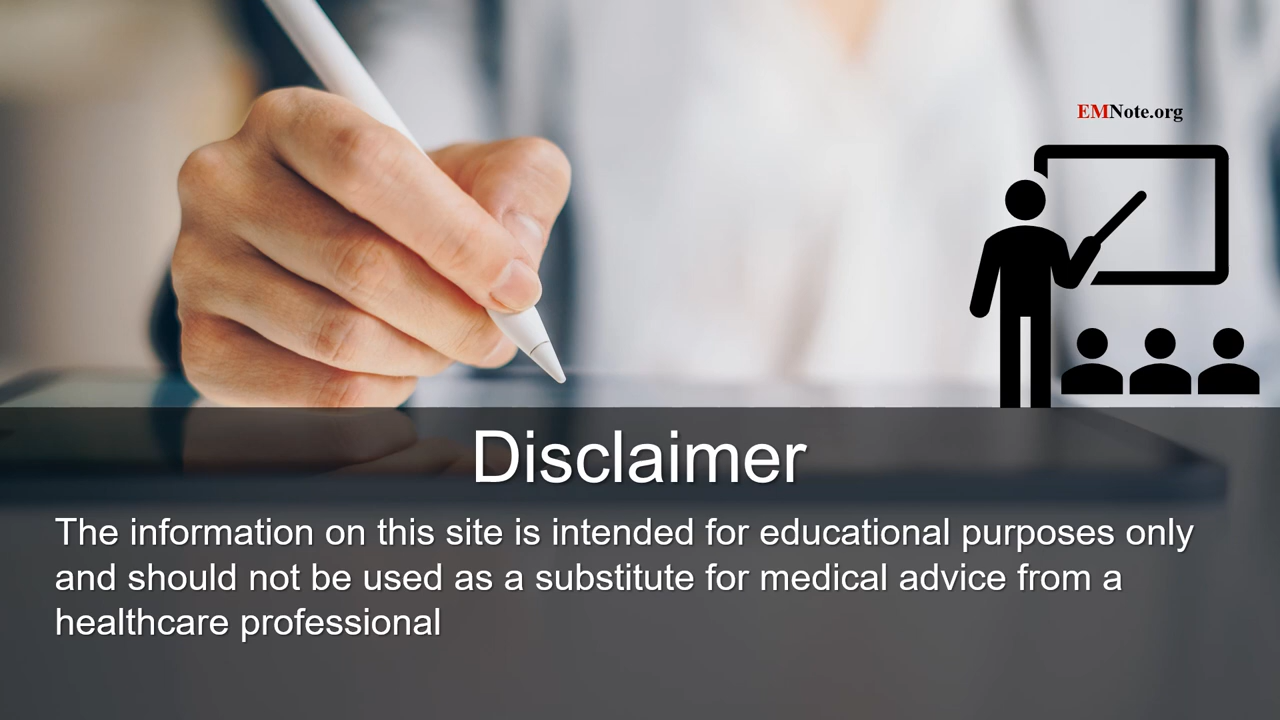 EMNote.org
Disclaimer
The information on this site is intended for educational purposes only
and should not be used as a substitute for medical advice from a
healthcare professional